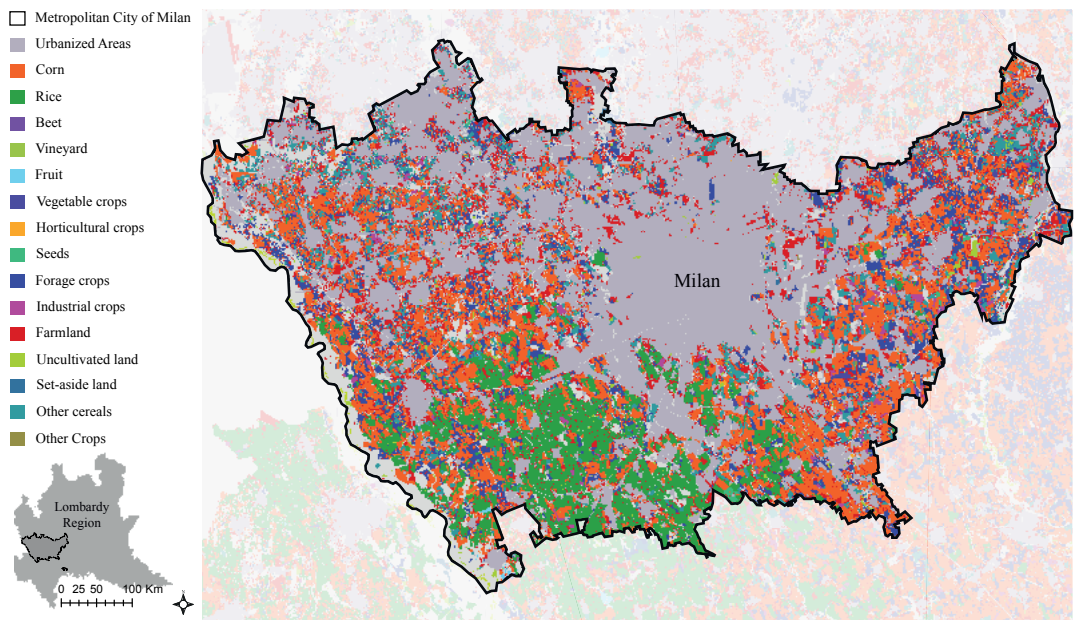 Metropolitan City of Milan
Urbanized Areas
Corn
Rice
Beet
Vineyard
Fruit
Vegetable crops
Horticultural crops
Seeds
Forage crops
Industrial crops
Farmland
Uncultivated land
Set-aside land
Other cereals
Other Crops
Milan
Lombardy
Region
0 25 50 100 Km